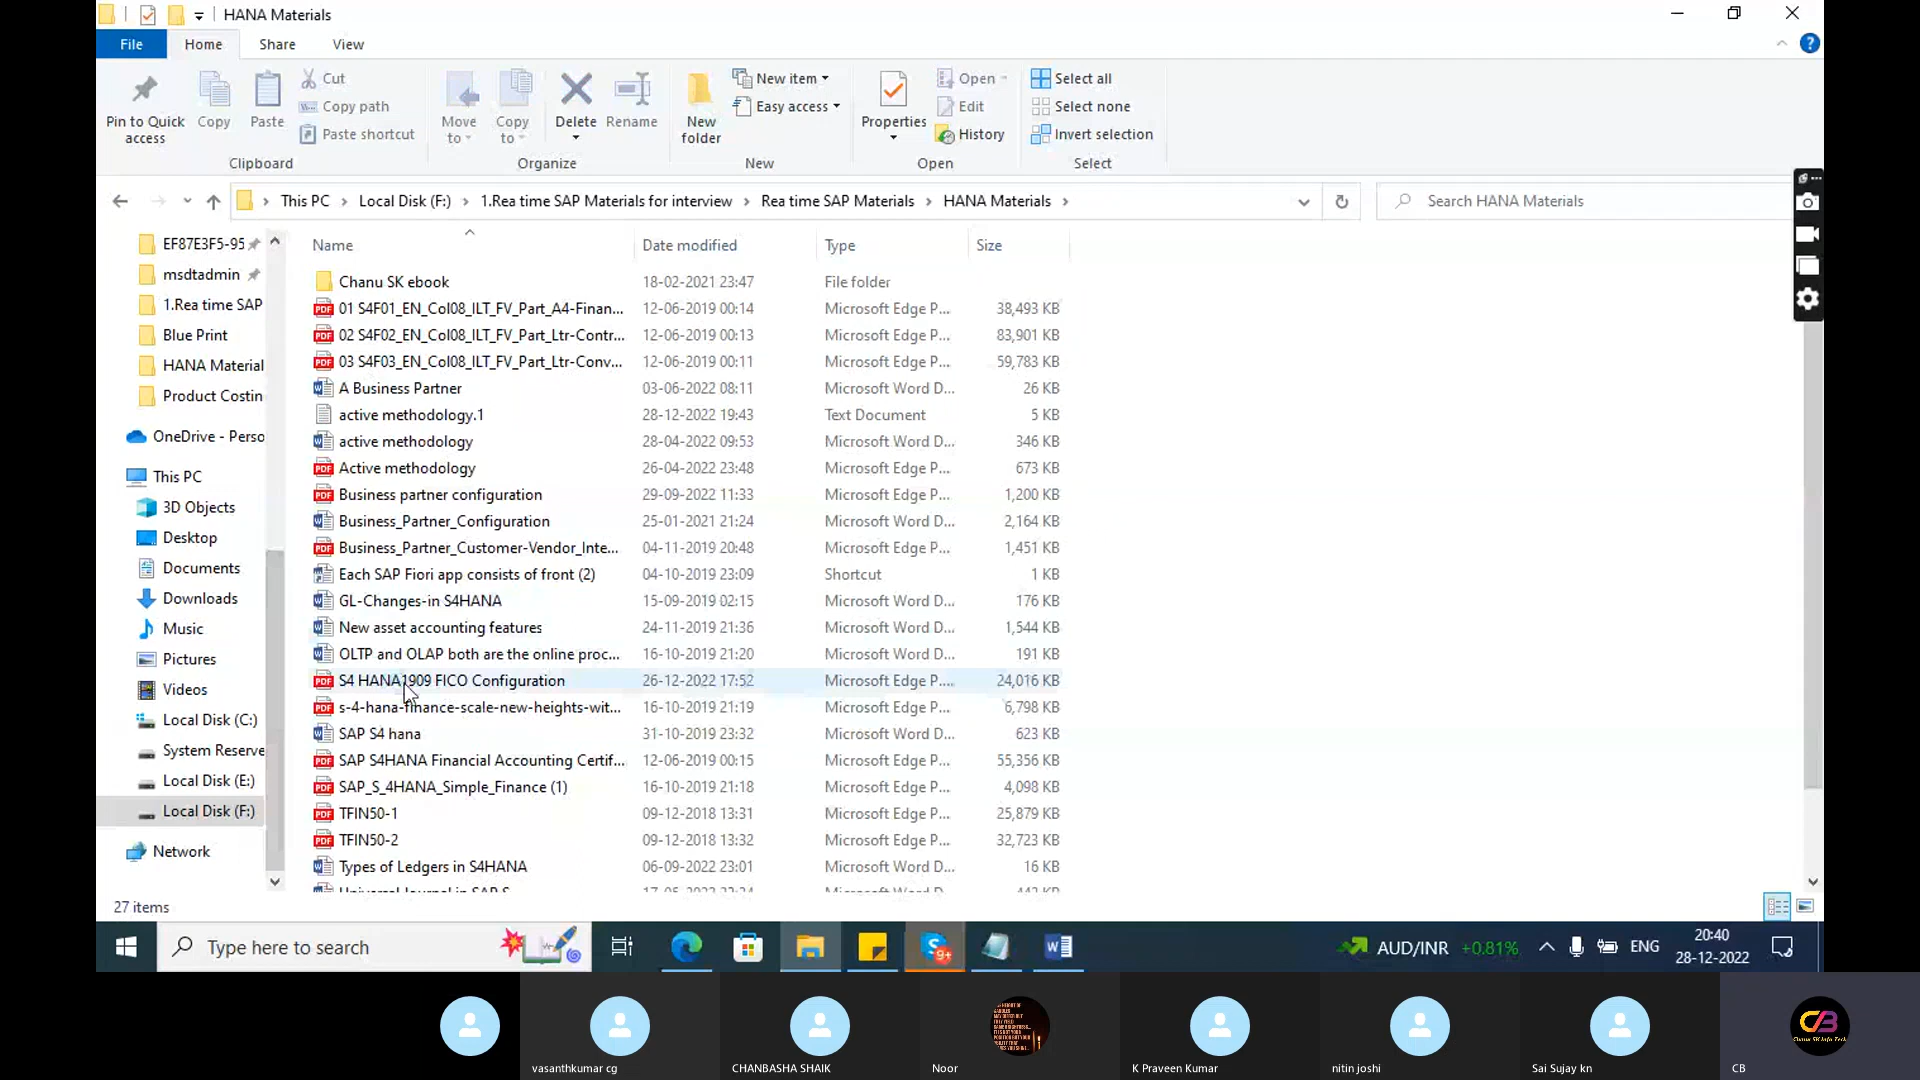 HANA Materials
File Home Share View
Pin to Quick access
Copy
Paste
Cut
Copy path
Paste shortcut
Clipboard
Move to
Copy to
Delete
Rename
Organize
New folder
New item
Easy access
New
Properties
Open
Edit
History
Open
Select all
Select none
Invert selection
Select
This PC > Local Disk (F:) > 1.Rea time SAP Materials for interview > Rea time SAP Materials > HANA Materials >
Search HANA Materials
EF87E3F5-95
msdtadmin
1.Rea time SAP
Blue Print
HANA Material
Product Costin
OneDrive - Perso
This PC
3D Objects
Desktop
Documents
Downloads
Music
Pictures
Videos
Local Disk (C:)
System Reserve
Local Disk (E:)
Local Disk (F:)
Network
Name Date modified Type Size
Chanu SK ebook 18-02-2021 23:47 File folder
01 S4F01_EN_Col08_ILT_FV_Part_A4-Finan... 12-06-2019 00:14 Microsoft Edge P... 38,493 KB
02 S4F02_EN_Col08_ILT_FV_Part_Ltr-Contr... 12-06-2019 00:13 Microsoft Edge P... 83,901 KB
03 S4F03_EN_Col08_ILT_FV_Part_Ltr-Conv... 12-06-2019 00:11 Microsoft Edge P... 59,783 KB
A Business Partner 03-06-2022 08:11 Microsoft Word D... 26 KB
active methodology.1 28-12-2022 19:43 Text Document 5 KB
active methodology 28-04-2022 09:53 Microsoft Word D... 346 KB
Active methodology 26-04-2022 23:48 Microsoft Edge P... 673 KB
Business partner configuration 29-09-2022 11:33 Microsoft Edge P... 1,200 KB
Business_Partner_Configuration 25-01-2021 21:24 Microsoft Word D... 2,164 KB
Business_Partner_Customer-Vendor_Inte... 04-11-2019 20:48 Microsoft Edge P... 1,451 KB
Each SAP Fiori app consists of front (2) 04-10-2019 23:09 Shortcut 1 KB
GL-Changes-in S4HANA 15-09-2019 02:15 Microsoft Word D... 176 KB
New asset accounting features 24-11-2019 21:36 Microsoft Word D... 1,544 KB
OLTP and OLAP both are the online proc... 16-10-2019 21:20 Microsoft Word D... 191 KB
S4 HANA1909 FICO Configuration 26-12-2022 17:52 Microsoft Edge P... 24,016 KB
s-4-hana-finance-scale-new-heights-wit... 16-10-2019 21:19 Microsoft Edge P... 6,798 KB
SAP S4 hana 31-10-2019 23:32 Microsoft Word D... 623 KB
SAP S4HANA Financial Accounting Certif... 12-06-2019 00:15 Microsoft Edge P... 55,356 KB
SAP_S_4HANA_Simple_Finance (1) 16-10-2019 21:18 Microsoft Edge P... 4,098 KB
TFIN50-1 09-12-2018 13:31 Microsoft Edge P... 25,879 KB
TFIN50-2 09-12-2018 13:32 Microsoft Edge P... 32,723 KB
Types of Ledgers in S4HANA 06-09-2022 23:01 Microsoft Word D... 16 KB
27 items
Type here to search
AUD/INR +0.81% ENG 20:40
28-12-2022
vasanthkumar cg CHANBASHA SHAIK Noor K Praveen Kumar nitin joshi Sai Sujay kn CB